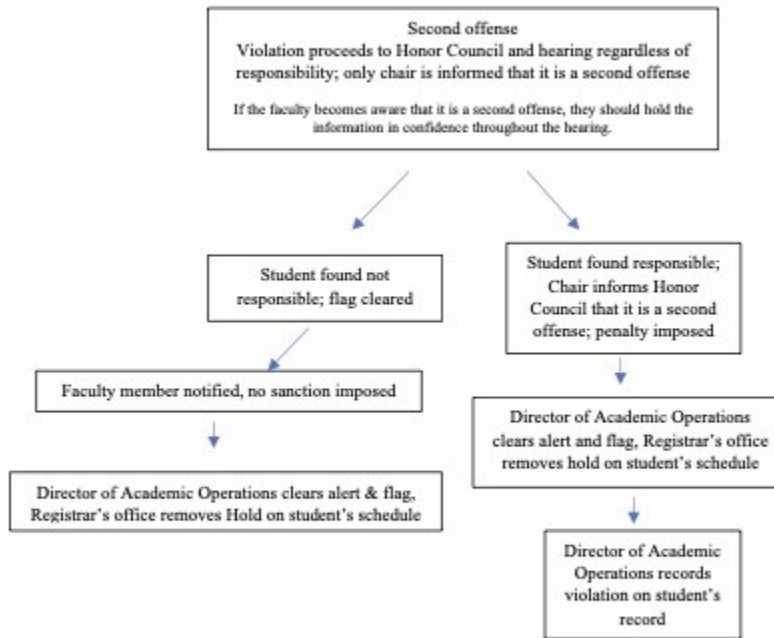 Second offense
Violation proceeds to Honor Council and hearing regardless of
responsibility; only chair is informed that it is a second offense
If the faculty becomes aware that it is a second offense, they should hold the
information in confidence throughout the hearing.
Student found not
responsible; flag cleared
Student found responsible;
Chair informs Honor
Council that it is a second
offense; penalty imposed
Faculty member notified, no sanction imposed
Director of Academic Operations
clears alert and flag, Registrar's office
removes hold on student's schedule
Director of Academic Operations clears alert & flag,
Registrar's office removes Hold on student's schedule
Director of Academic
Operations records
violation on student's
record